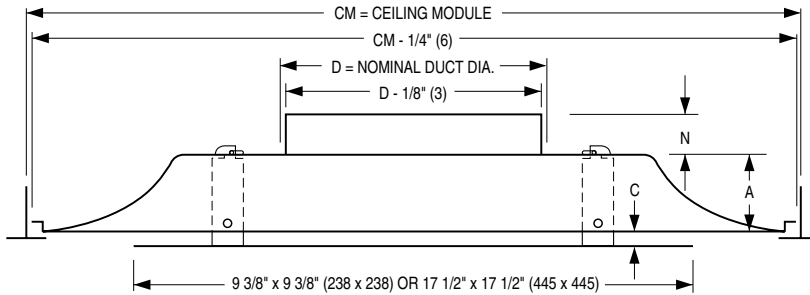 CM = CEILING MODULE
CM - 1/4" (6)
D = NOMINAL DUCT DIA.
D - 1/8" (3)
N
C
A
9 3/8" x 9 3/8" (238 x 238) OR 17 1/2" x 17 1/2" (445 x 445)